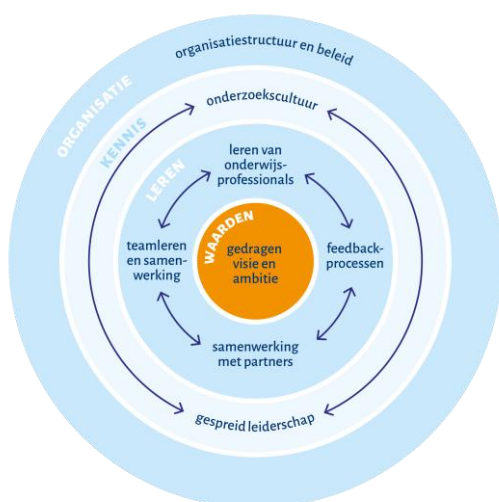 organisatiestructuur en beleid
ORGANISATIE
onderzoekscultuur
KENNIS
leren van
onderwijs-
professionals
LEREN
WAARDEN
teamleren
en samen-
werking
gedragen
visie en
ambitie
feedback-
processen
samenwerking
met partners
gespreid leiderschap